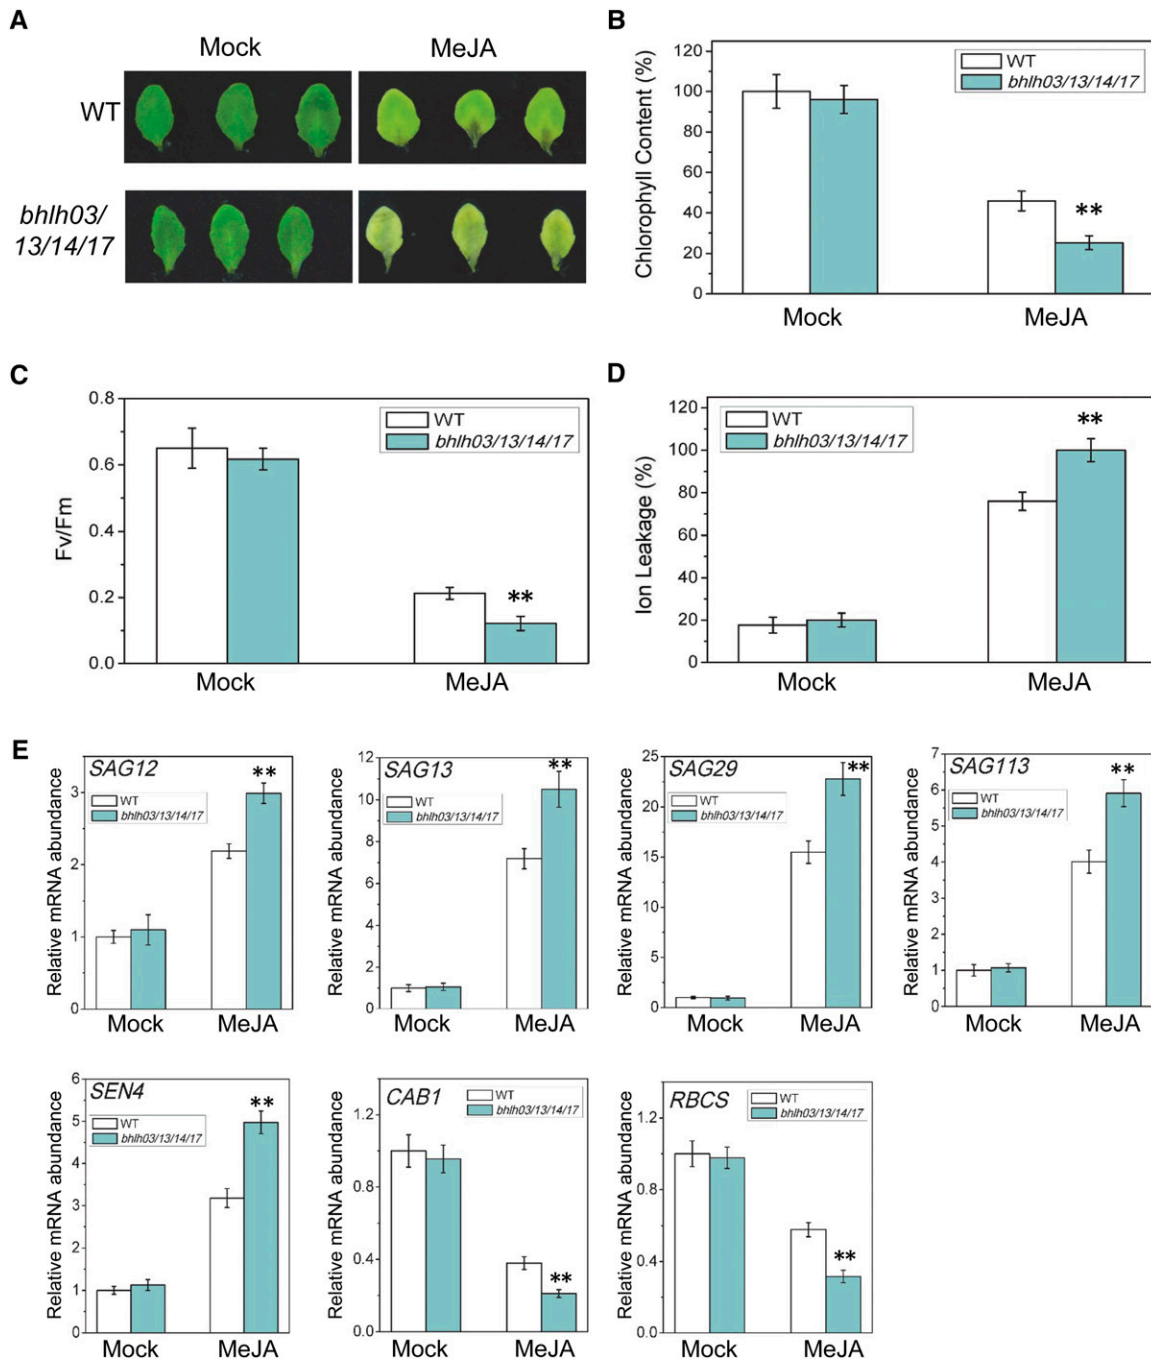 A
Mock
MeJA
WT
bhlh03/
13/14/17
B
Chlorophyll Content (%)
120
100
80
60
40
20
0
WT
bhlh03/13/14/17
**
Mock
MeJA
C
Fv/Fm
0.8
0.6
0.4
0.2
0.0
WT
bhlh03/13/14/17
**
Mock
MeJA
D
Ion Leakage (%)
120
100
80
60
40
20
0
WT
bhlh03/13/14/17
**
Mock
MeJA
E
Relative mRNA abundance
3
2
1
0
SAG12
WT
bhlh03/13/14/17
**
Mock
MeJA
Relative mRNA abundance
12
10
8
6
4
2
0
SAG13
WT
bhlh03/13/14/17
**
Mock
MeJA
Relative mRNA abundance
25
20
15
10
5
0
SAG29
WT
bhlh03/13/14/17
**
Mock
MeJA
Relative mRNA abundance
7
6
5
4
3
2
1
0
SAG113
WT
bhlh03/13/14/17
**
Mock
MeJA
Relative mRNA abundance
6
5
4
3
2
1
0
SEN4
WT
bhlh03/13/14/17
**
Mock
MeJA
Relative mRNA abundance
1.2
0.8
0.4
0.0
CAB1
WT
bhlh03/13/14/17
**
Mock
MeJA
Relative mRNA abundance
1.2
0.8
0.4
0.0
RBCS
WT
bhlh03/13/14/17
**
Mock
MeJA